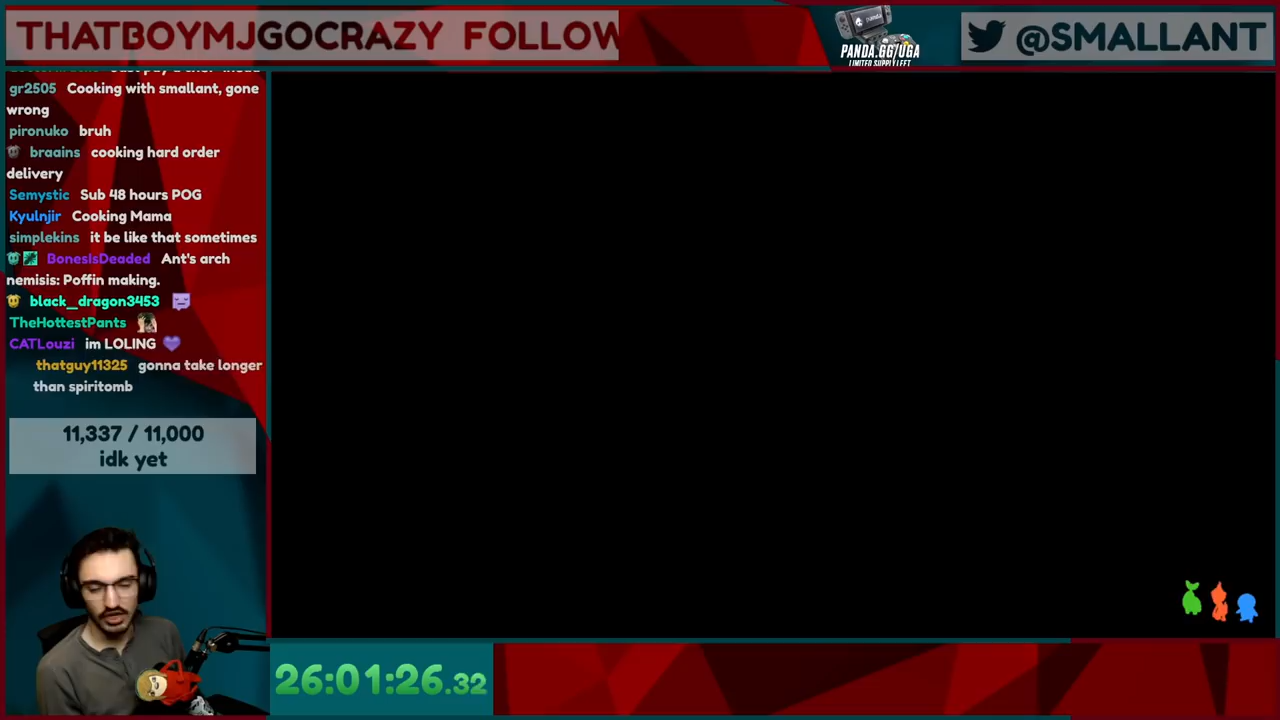 THATBOYMJGOCRAZY FOLLOW
PANDA.GG/UGA
LIMITED SUPPLY LEFT
@SMALLANT
gr2505 Cooking with smallant, gone
wrong
pironuko bruh
braains cooking hard order
delivery
Semystic Sub 48 hours POG
Kyulnjir Cooking Mama
simplekins it be like that sometimes
BonesIsDeaded Ant's arch
nemisis: Poffin making.
black_dragon3453
TheHottestPants
CATLouzi im LOLING
thatguy11325 gonna take longer
than spiritomb
11,337 / 11,000
idk yet
26:01:26.32